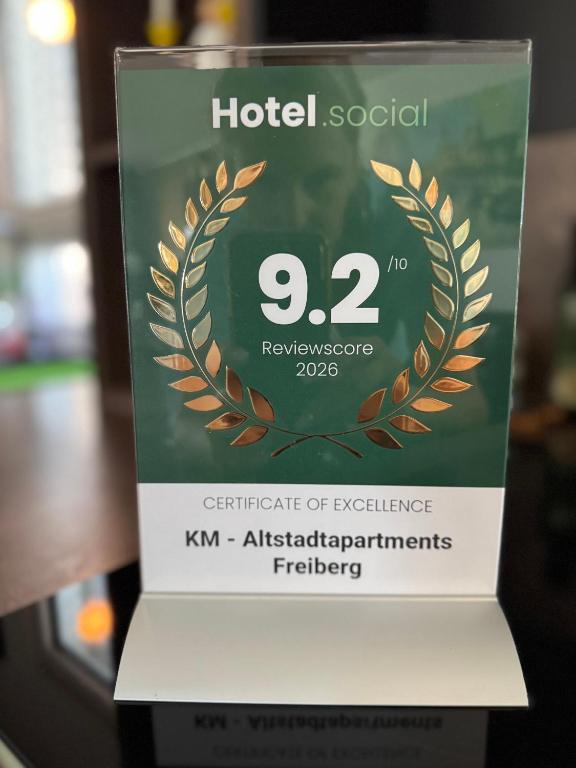 Hotel.social
9.2/10
Reviewscore
2026
CERTIFICATE OF EXCELLENCE
KM - Altstadtapartments
Freiberg